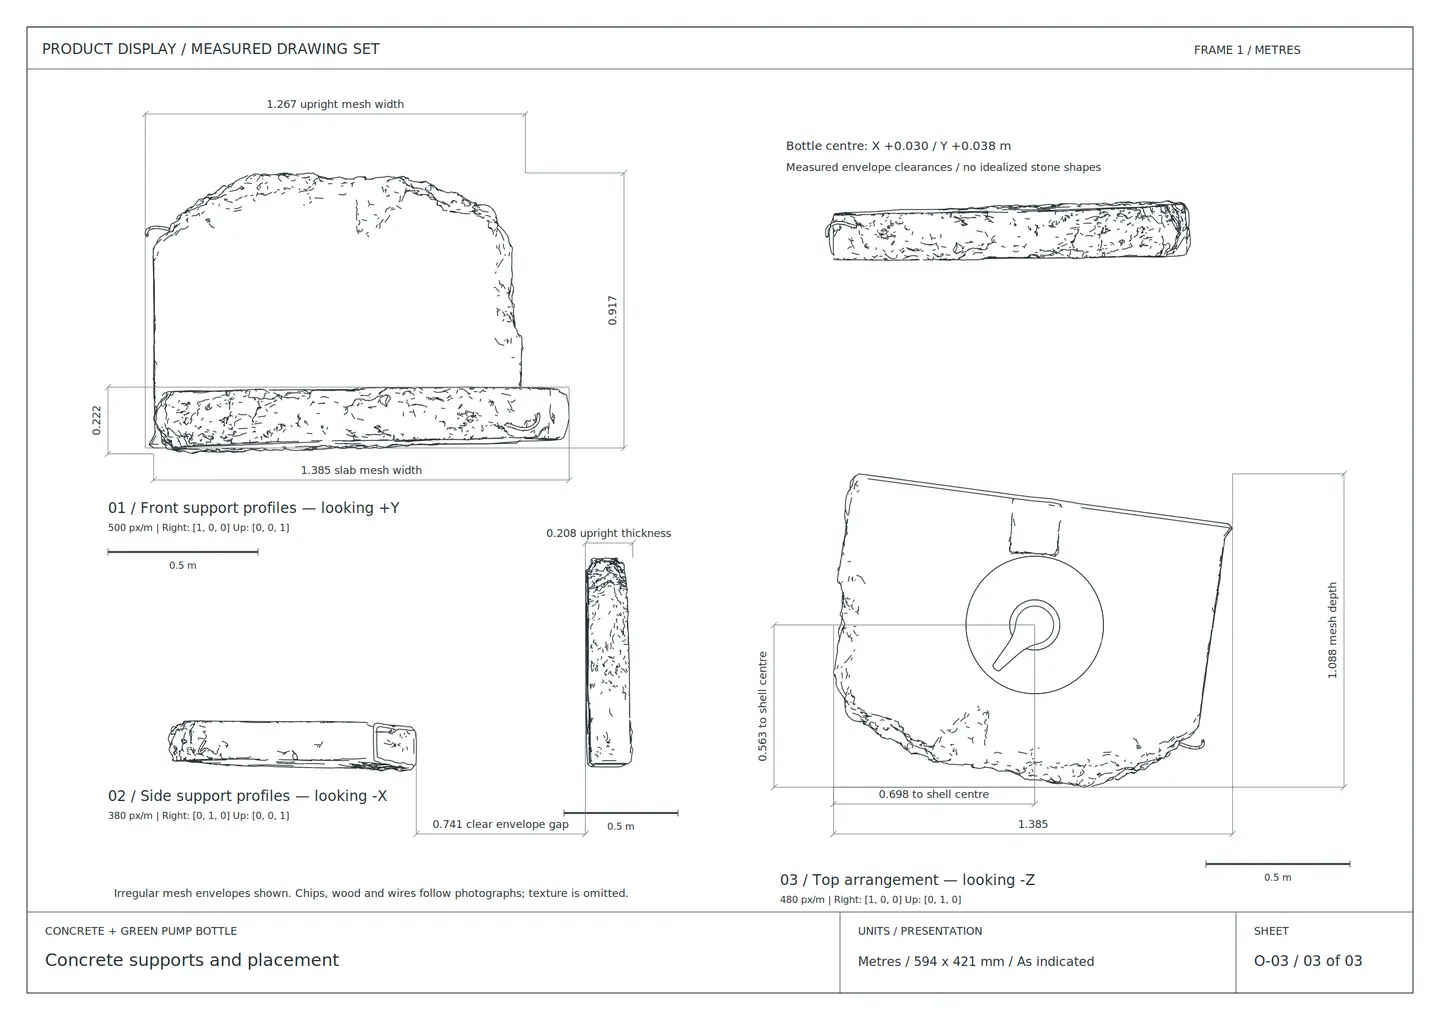 PRODUCT DISPLAY / MEASURED DRAWING SET
FRAME 1 / METRES
1.267 upright mesh width
0.917
0.222
1.385 slab mesh width
01 / Front support profiles — looking +Y
500 px/m | Right: [1, 0, 0] Up: [0, 0, 1]
0.5 m
Bottle centre: X +0.030 / Y +0.038 m
Measured envelope clearances / no idealized stone shapes
0.208 upright thickness
02 / Side support profiles — looking -X
380 px/m | Right: [0, 1, 0] Up: [0, 0, 1]
0.741 clear envelope gap
0.5 m
0.563 to shell centre
1.088 mesh depth
0.698 to shell centre
1.385
03 / Top arrangement — looking -Z
480 px/m | Right: [1, 0, 0] Up: [0, 1, 0]
0.5 m
Irregular mesh envelopes shown. Chips, wood and wires follow photographs; texture is omitted.
CONCRETE + GREEN PUMP BOTTLE
Concrete supports and placement
UNITS / PRESENTATION
Metres / 594 x 421 mm / As indicated
SHEET
O-03 / 03 of 03